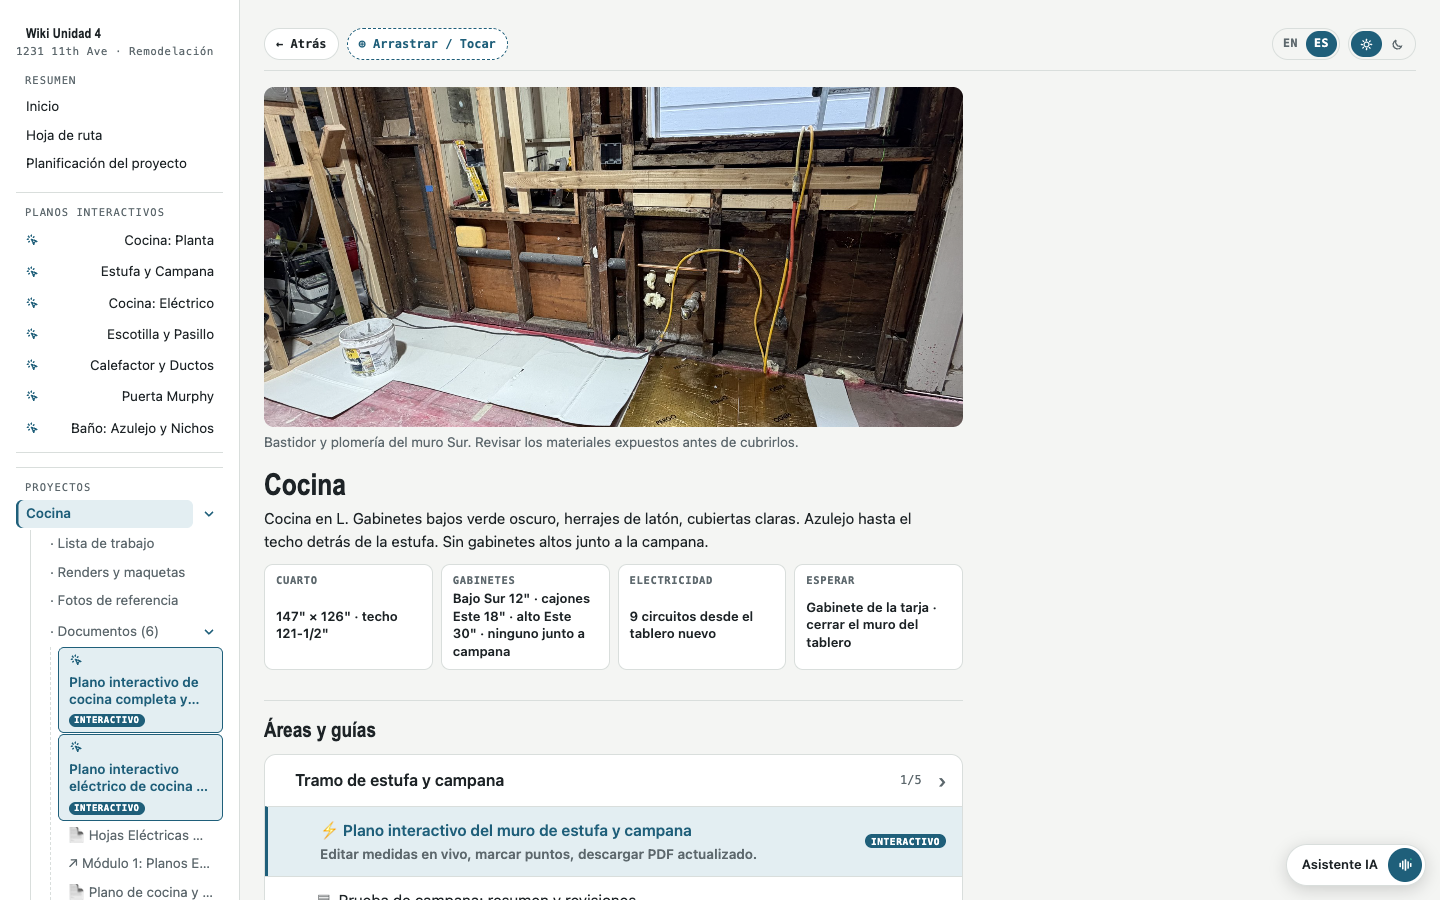 Wiki Unidad 4
1231 11th Ave · Remodelación
RESUMEN
Inicio
Hoja de ruta
Planificación del proyecto
PLANOS INTERACTIVOS
Cocina: Planta
Estufa y Campana
Cocina: Eléctrico
Escotilla y Pasillo
Calefactor y Ductos
Puerta Murphy
Baño: Azulejo y Nichos
PROYECTOS
Cocina
· Lista de trabajo
· Renders y maquetas
· Fotos de referencia
· Documentos (6)
Plano interactivo de
cocina completa y...
INTERACTIVO
Plano interactivo
eléctrico de cocina ...
INTERACTIVO
Hojas Eléctricas ...
↗ Módulo 1: Planos E...
Plano de cocina y ...
← Atrás
⊕ Arrastrar / Tocar
EN ES
Bastidor y plomería del muro Sur. Revisar los materiales expuestos antes de cubrirlos.
Cocina
Cocina en L. Gabinetes bajos verde oscuro, herrajes de latón, cubiertas claras. Azulejo hasta el
techo detrás de la estufa. Sin gabinetes altos junto a la campana.
CUARTO
147" × 126" · techo
121-1/2"
GABINETES
Bajo Sur 12" · cajones
Este 18" · alto Este
30" · ninguno junto a
campana
ELECTRICIDAD
9 circuitos desde el
tablero nuevo
ESPERAR
Gabinete de la tarja ·
cerrar el muro del
tablero
Áreas y guías
Tramo de estufa y campana
1/5 ›
⚡ Plano interactivo del muro de estufa y campana
Editar medidas en vivo, marcar puntos, descargar PDF actualizado.
INTERACTIVO
Prueba de campana: resumen y revisiones
Asistente IA